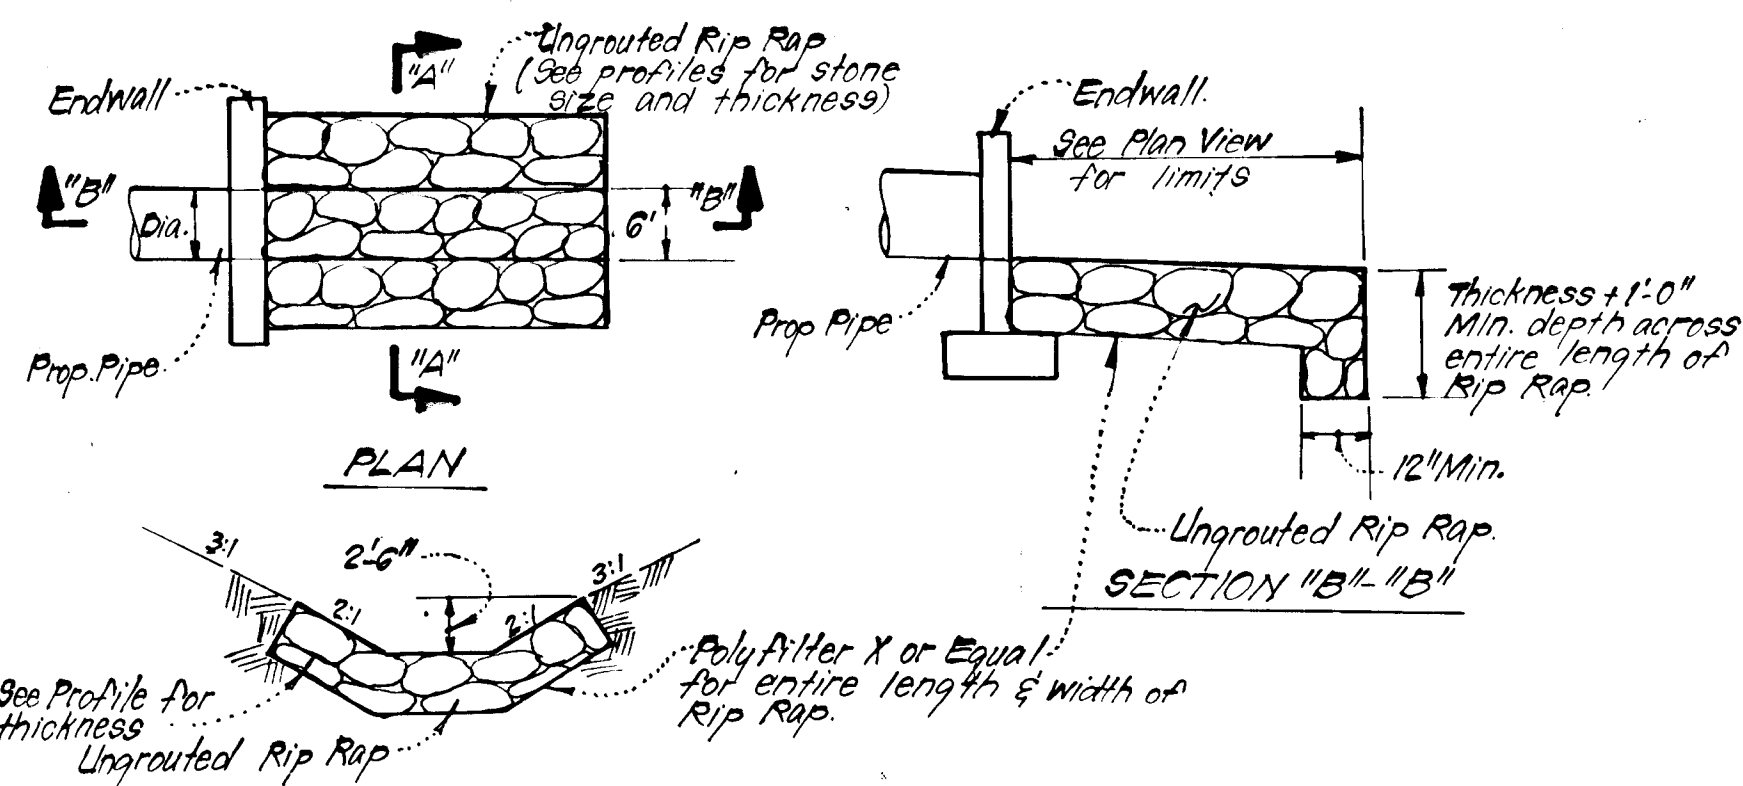 Ungrouted Rip Rap
(See profiles for stone
size and thickness)
"A"
Endwall
"B"
"B"
Dia.
6'
Prop. Pipe
"A"
PLAN
Endwall.
See Plan View
for limits
Prop Pipe
Thickness + 1'-0"
Min. depth across
entire length of
Rip Rap.
12" Min.
Ungrouted Rip Rap.
SECTION "B"-"B"
3:1
2'-6"
3:1
2:1
2:1
Polyfilter X or Equal
for entire length & width of
Rip Rap.
See Profile for
thickness
Ungrouted Rip Rap